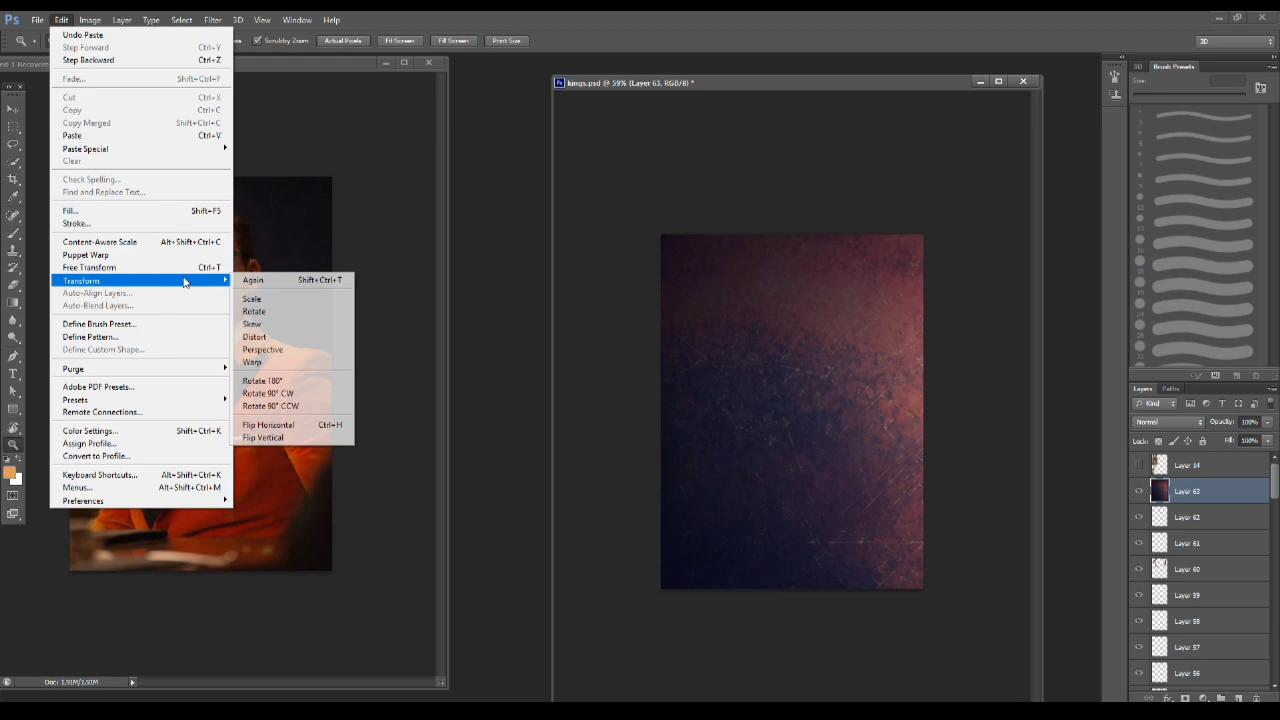 Ps File Edit Image Layer Type Select Filter 3D View Window Help
Scrubby Zoom Actual Pixels Fit Screen Fill Screen Print Size 3D
Undo Paste
Step Forward Ctrl+Y
Step Backward Ctrl+Z
Fade... Shift+Ctrl+F
Cut Ctrl+X
Copy Ctrl+C
Copy Merged Shift+Ctrl+C
Paste Ctrl+V
Paste Special
Clear
Check Spelling...
Find and Replace Text...
Fill... Shift+F5
Stroke...
Content-Aware Scale Alt+Shift+Ctrl+C
Puppet Warp
Free Transform Ctrl+T
Transform
Auto-Align Layers...
Auto-Blend Layers...
Define Brush Preset...
Define Pattern...
Define Custom Shape...
Purge
Adobe PDF Presets...
Presets
Remote Connections...
Color Settings... Shift+Ctrl+K
Assign Profile...
Convert to Profile...
Keyboard Shortcuts... Alt+Shift+Ctrl+K
Menus... Alt+Shift+Ctrl+M
Preferences
Again Shift+Ctrl+T
Scale
Rotate
Skew
Distort
Perspective
Warp
Rotate 180°
Rotate 90° CW
Rotate 90° CCW
Flip Horizontal Ctrl+H
Flip Vertical
Doc: 1.91M/1.91M
kings.psd @ 59% (Layer 63, RGB/8) *
Brush Presets
Size:
Layers Paths
Kind
Normal Opacity: 100%
Lock: Fill: 100%
Layer 14
Layer 63
Layer 62
Layer 61
Layer 60
Layer 59
Layer 58
Layer 57
Layer 56